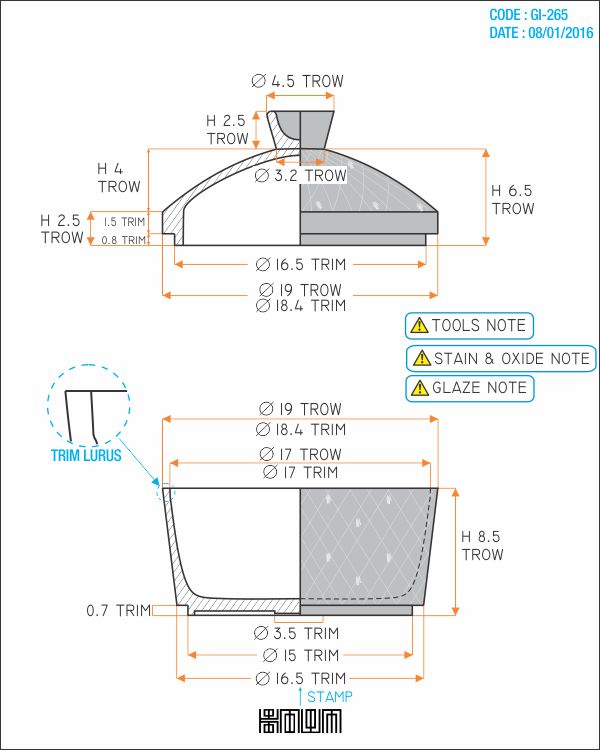 CODE : GI-265
DATE : 08/01/2016
∅ 4.5 TROW
H 2.5
TROW
∅ 3.2 TROW
H 4
TROW
H 6.5
TROW
H 2.5
TROW
1.5 TRIM
0.8 TRIM
∅ 16.5 TRIM
∅ 19 TROW
∅ 18.4 TRIM
TOOLS NOTE
STAIN & OXIDE NOTE
GLAZE NOTE
TRIM LURUS
∅ 19 TROW
∅ 18.4 TRIM
∅ 17 TROW
∅ 17 TRIM
H 8.5
TROW
0.7 TRIM
∅ 3.5 TRIM
∅ 15 TRIM
∅ 16.5 TRIM
STAMP